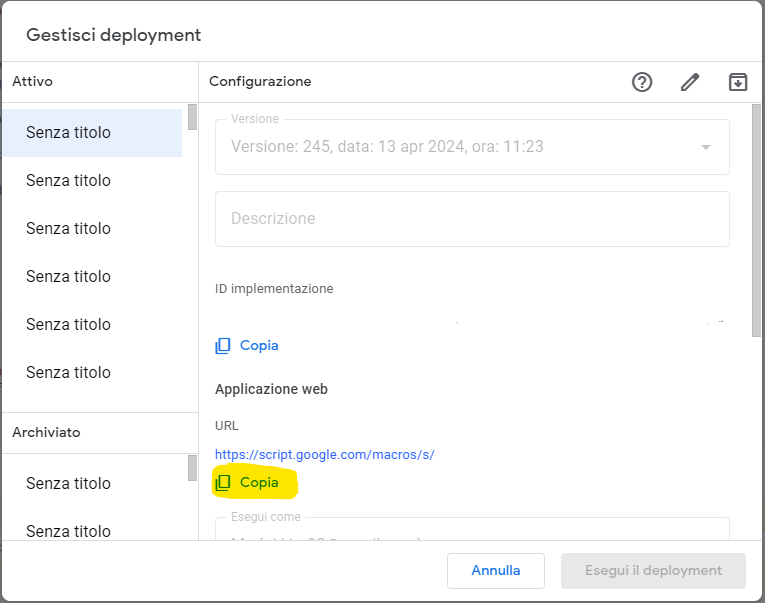 Gestisci deployment
Attivo
Senza titolo
Senza titolo
Senza titolo
Senza titolo
Senza titolo
Senza titolo
Archiviato
Senza titolo
Senza titolo
Configurazione
Versione
Versione: 245, data: 13 apr 2024, ora: 11:23
Descrizione
ID implementazione
Copia
Applicazione web
URL
https://script.google.com/macros/s/
Copia
Esegui come
Annulla
Esegui il deployment